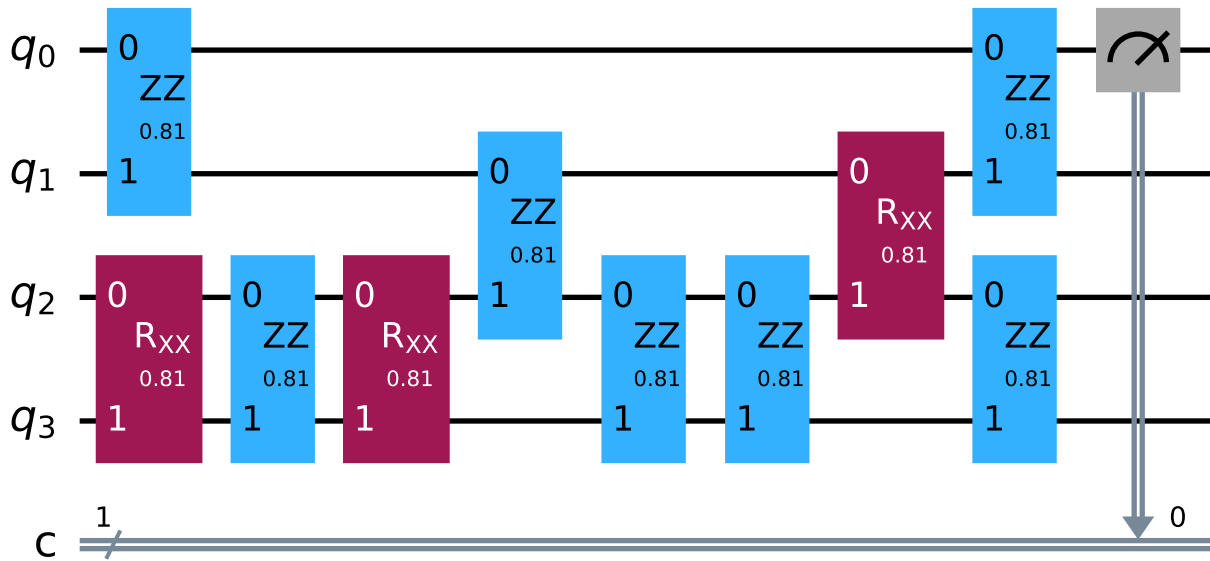 q0 0 0
ZZ ZZ
0.81 0.81
q1 1 0 0 1
ZZ RXX
0.81 0.81
q2 0 0 0 1 0 0 1 0
RXX ZZ RXX ZZ ZZ ZZ
0.81 0.81 0.81 0.81 0.81 0.81
q3 1 1 1 1 1 1
1 0
c